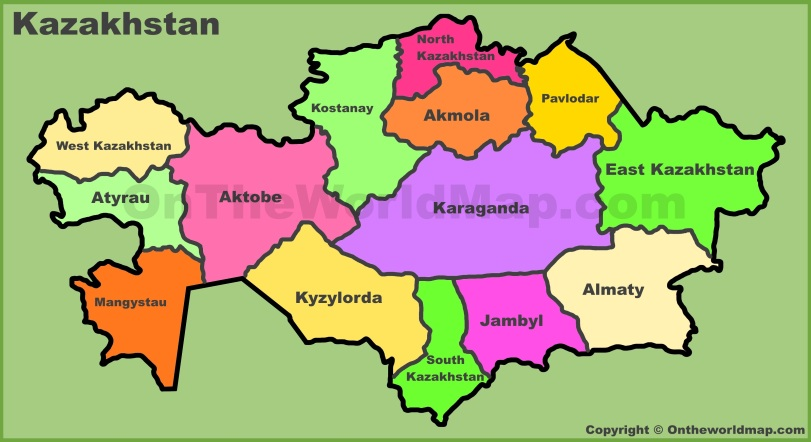 Kazakhstan
North
Kazakhstan
Kostanay
Akmola
Pavlodar
West Kazakhstan
East Kazakhstan
Atyrau
Aktobe
OnTheWorldMap.com
Karaganda
Mangystau
Kyzylorda
Almaty
Jambyl
South
Kazakhstan
Copyright © Ontheworldmap.com